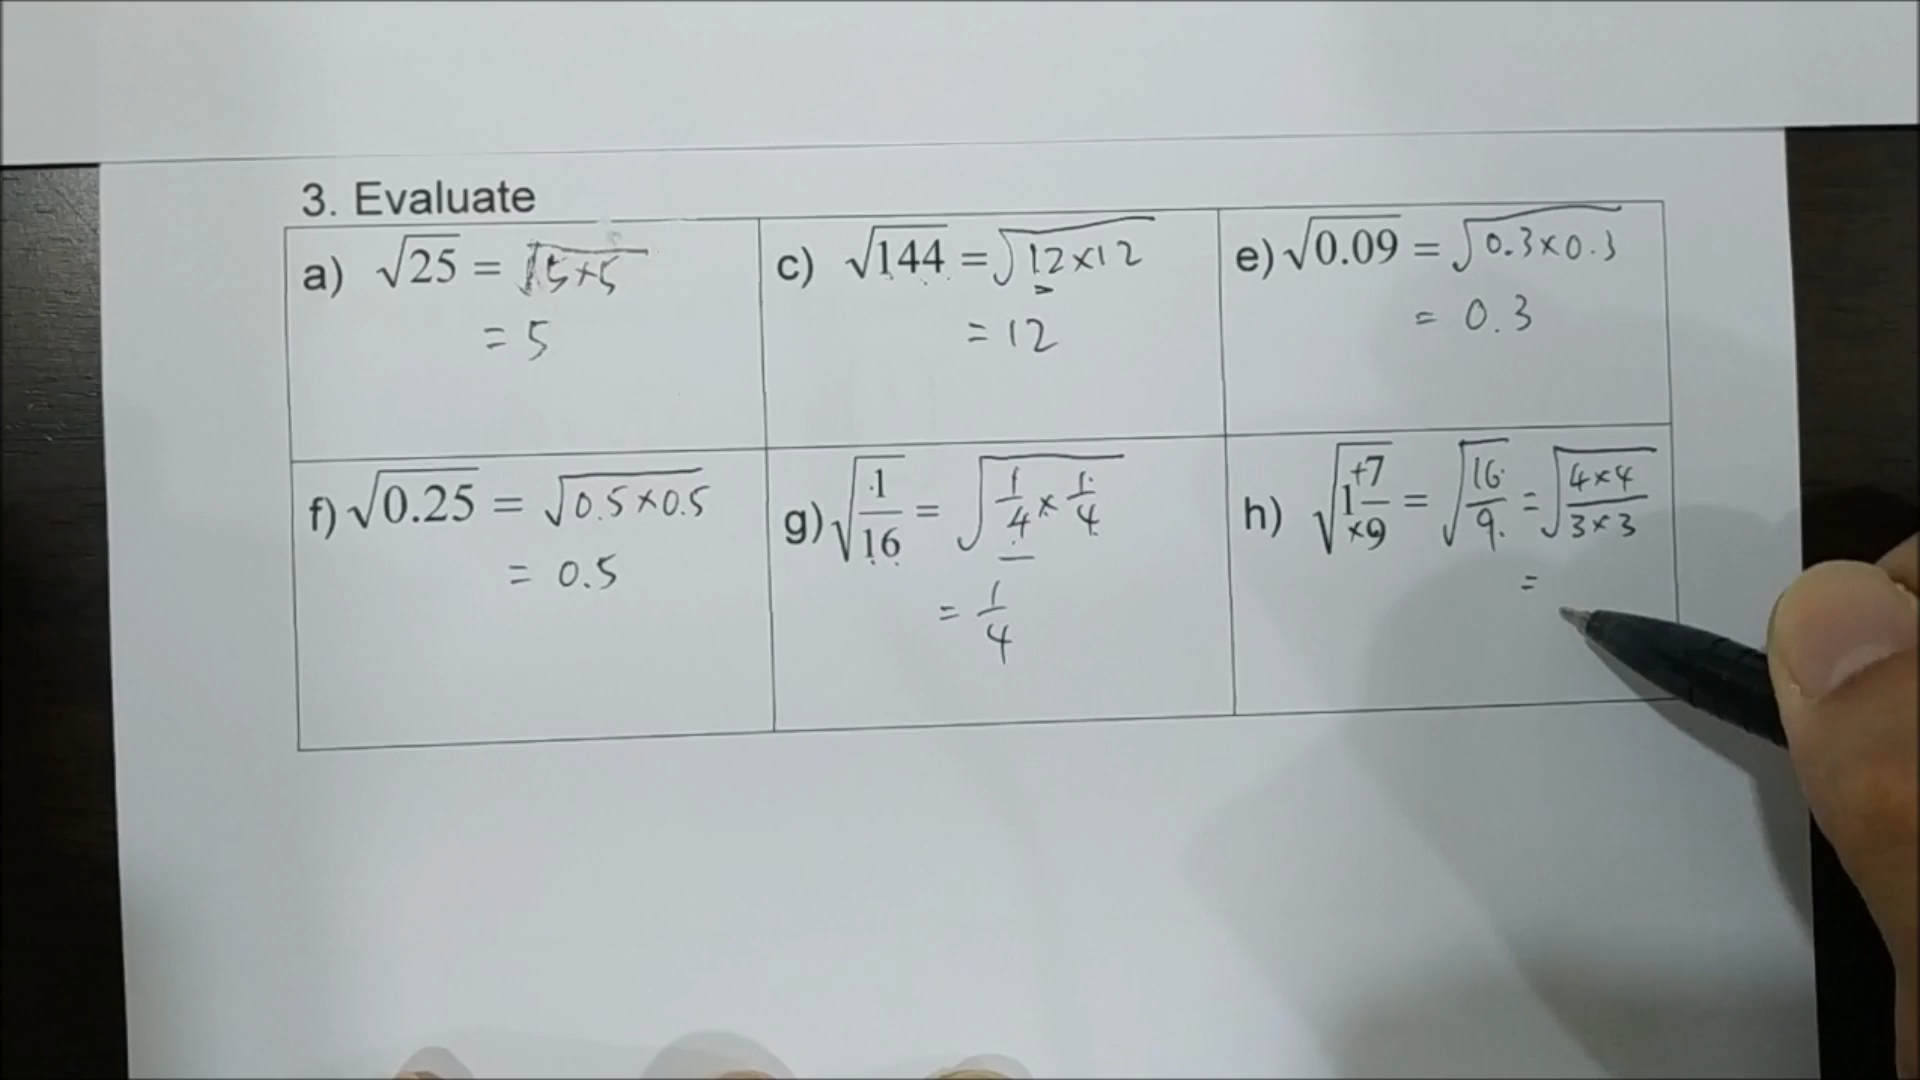 3. Evaluate
a) √25 = √5×5
= 5
c) √144 = √12×12
= 12
e) √0.09 = √0.3×0.3
= 0.3
f) √0.25 = √0.5×0.5
= 0.5
g) √1/16 = √1/4 × 1/4
= 1/4
h) √1 +7/×9 = √16/9 = √4×4/3×3
=